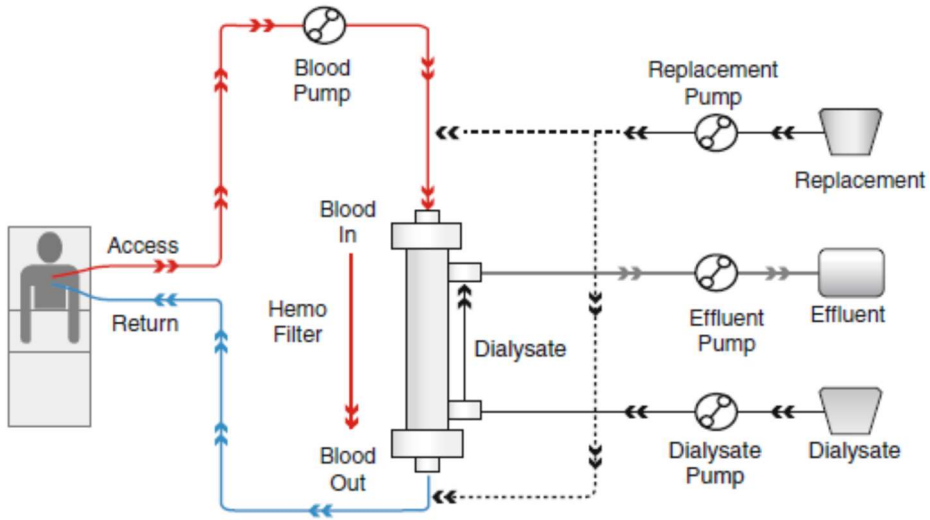 Blood
Pump
Replacement
Pump
Replacement
Blood
In
Access
Return
Hemo
Filter
Dialysate
Effluent
Pump
Effluent
Blood
Out
Dialysate
Pump
Dialysate